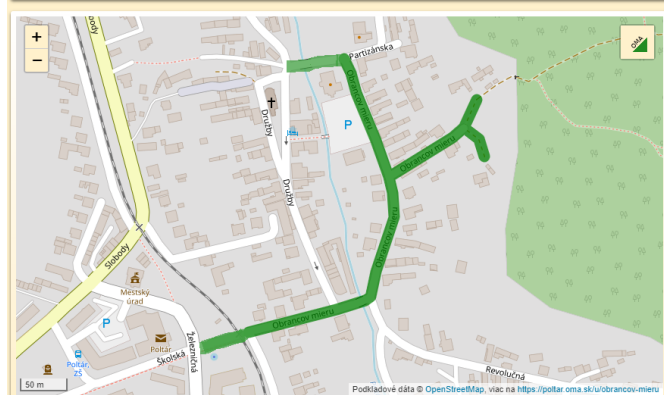 +
−
body
OMA
Partizánska
Obrancov mieru
P
Družby
Obrancov mieru
Družby
Obrancov mieru
Slobody
Mestský
úrad
Obrancov mieru
P
Železničná
Poltár
Školská
Poltár,
ZŠ
Revolučná
50 m
Podkladové dáta © OpenStreetMap, viac na https://poltar.oma.sk/u/obrancov-mieru